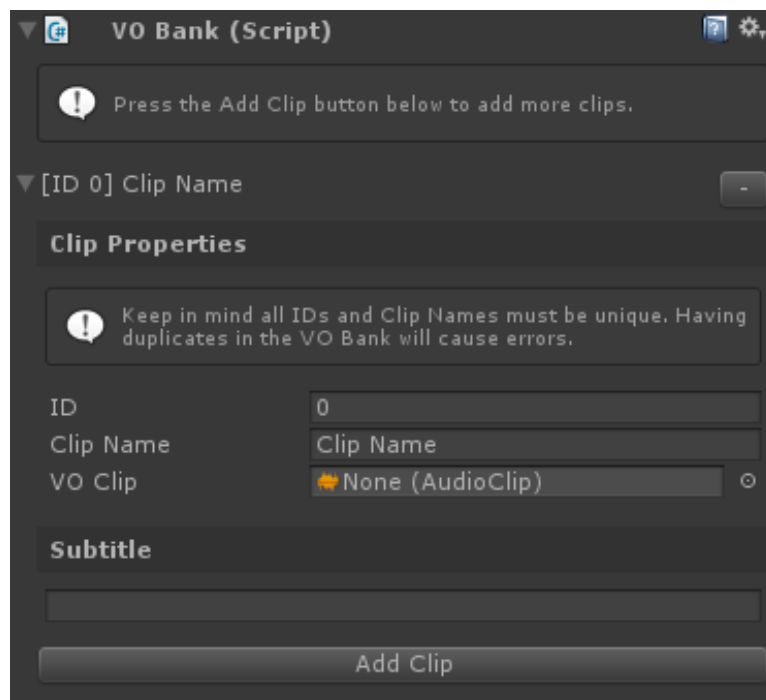 VO Bank (Script)
Press the Add Clip button below to add more clips.
[ID 0] Clip Name
-
Clip Properties
Keep in mind all IDs and Clip Names must be unique. Having
duplicates in the VO Bank will cause errors.
ID 0
Clip Name Clip Name
VO Clip None (AudioClip)
Subtitle
Add Clip